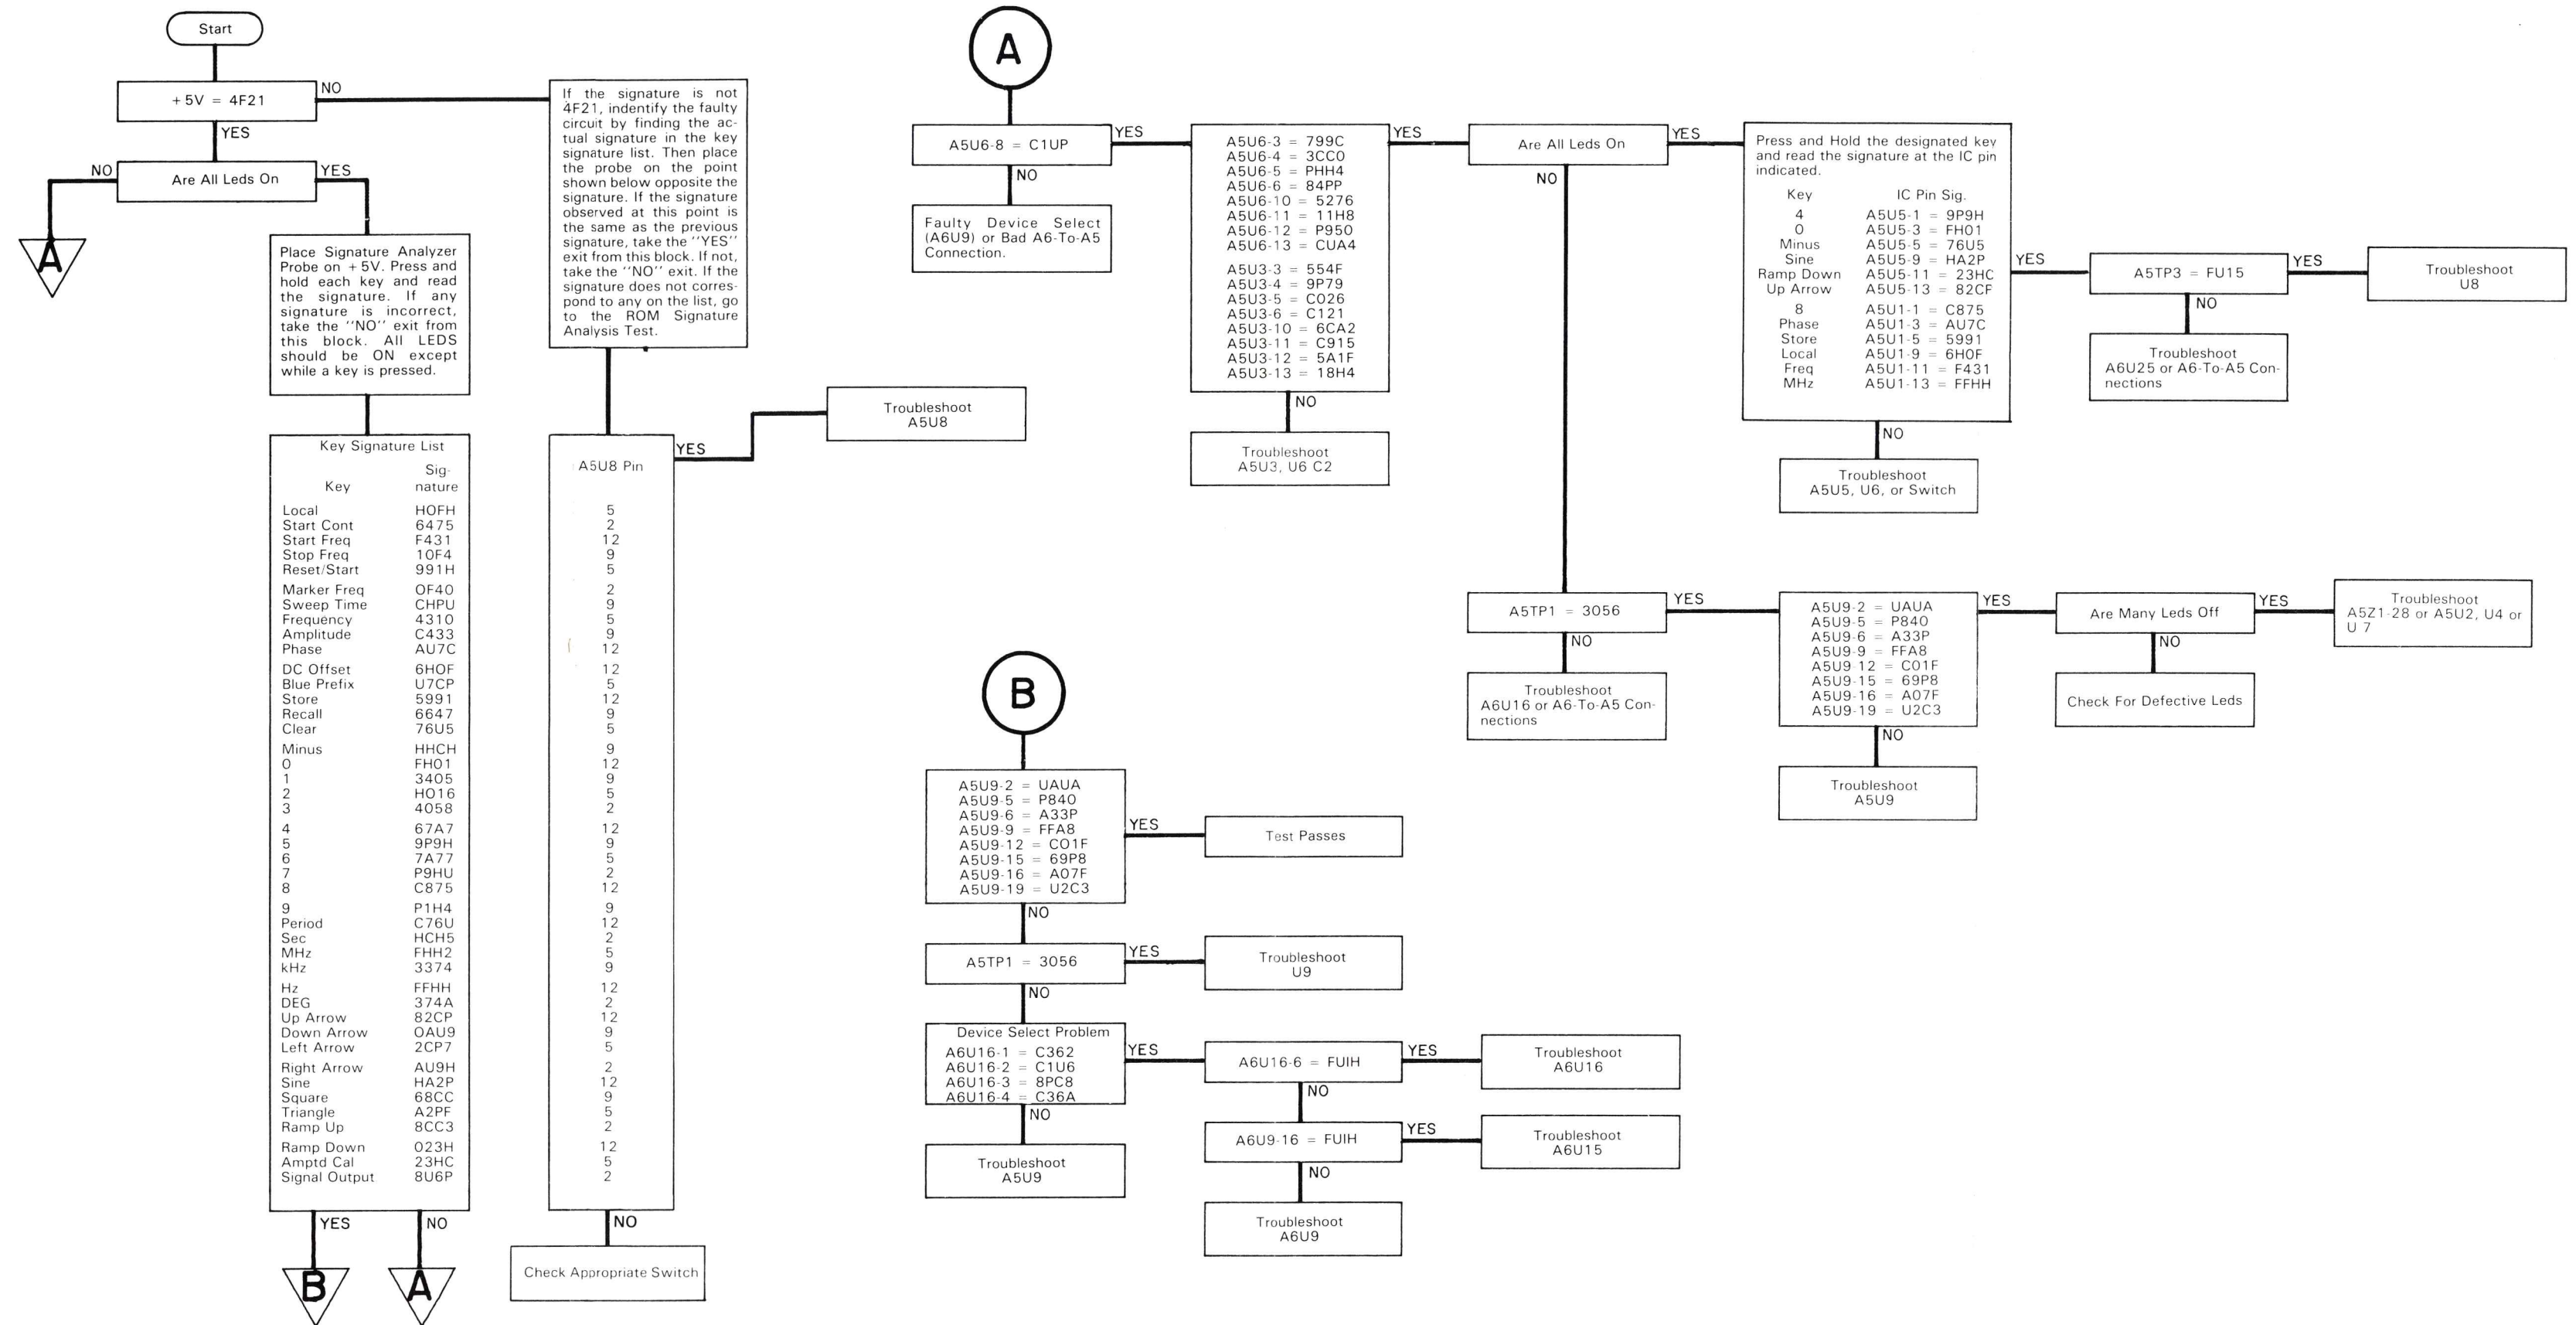 Start
+5V = 4F21
NO
YES
Are All Leds On
NO
YES
A
Place Signature Analyzer
Probe on +5V. Press and
hold each key and read
the signature. If any
signature is incorrect,
take the "NO" exit from
this block. All LEDS
should be ON except
while a key is pressed.
Key Signature List
Sig-
Key nature
Local HOFH
Start Cont 6475
Start Freq F431
Stop Freq 10F4
Reset/Start 991H
Marker Freq OF40
Sweep Time CHPU
Frequency 4310
Amplitude C433
Phase AU7C
DC Offset 6HOF
Blue Prefix U7CP
Store 5991
Recall 6647
Clear 76U5
Minus HHCH
0 FH01
1 3405
2 H016
3 4058
4 67A7
5 9P9H
6 7A77
7 P9HU
8 C875
9 P1H4
Period C76U
Sec HCH5
MHz FHH2
kHz 3374
Hz FFHH
DEG 374A
Up Arrow 82CP
Down Arrow OAU9
Left Arrow 2CP7
Right Arrow AU9H
Sine HA2P
Square 68CC
Triangle A2PF
Ramp Up 8CC3
Ramp Down 023H
Amptd Cal 23HC
Signal Output 8U6P
YES
NO
B
A
If the signature is not
4F21, indentify the faulty
circuit by finding the ac-
tual signature in the key
signature list. Then place
the probe on the point
shown below opposite the
signature. If the signature
observed at this point is
the same as the previous
signature, take the "YES"
exit from this block. If not,
take the "NO" exit. If the
signature does not corres-
pond to any on the list, go
to the ROM Signature
Analysis Test.
A5U8 Pin
YES
Troubleshoot
A5U8
5
2
12
9
5
2
9
5
9
12
12
5
12
9
5
9
12
9
5
2
12
9
5
2
12
9
12
2
5
9
12
2
12
9
5
2
12
9
5
2
12
5
2
NO
Check Appropriate Switch
A
A5U6-8 = C1UP
YES
NO
Faulty Device Select
(A6U9) or Bad A6-To-A5
Connection.
A5U6-3 = 799C
A5U6-4 = 3CC0
A5U6-5 = PHH4
A5U6-6 = 84PP
A5U6-10 = 5276
A5U6-11 = 11H8
A5U6-12 = P950
A5U6-13 = CUA4
A5U3-3 = 554F
A5U3-4 = 9P79
A5U3-5 = C026
A5U3-6 = C121
A5U3-10 = 6CA2
A5U3-11 = C915
A5U3-12 = 5A1F
A5U3-13 = 18H4
YES
NO
Troubleshoot
A5U3, U6 C2
Are All Leds On
YES
NO
Press and Hold the designated key
and read the signature at the IC pin
indicated.
Key IC Pin Sig.
4 A5U5-1 = 9P9H
0 A5U5-3 = FH01
Minus A5U5-5 = 76U5
Sine A5U5-9 = HA2P
Ramp Down A5U5-11 = 23HC
Up Arrow A5U5-13 = 82CF
8 A5U1-1 = C875
Phase A5U1-3 = AU7C
Store A5U1-5 = 5991
Local A5U1-9 = 6H0F
Freq A5U1-11 = F431
MHz A5U1-13 = FFHH
YES
NO
Troubleshoot
A5U5, U6, or Switch
A5TP3 = FU15
YES
NO
Troubleshoot
U8
Troubleshoot
A6U25 or A6-To-A5 Con-
nections
A5TP1 = 3056
YES
NO
Troubleshoot
A6U16 or A6-To-A5 Con-
nections
A5U9-2 = UAUA
A5U9-5 = P840
A5U9-6 = A33P
A5U9-9 = FFA8
A5U9 12 = C01F
A5U9-15 = 69P8
A5U9-16 = A07F
A5U9-19 = U2C3
YES
NO
Troubleshoot
A5U9
Are Many Leds Off
YES
NO
Troubleshoot
A5Z1-28 or A5U2, U4 or
U 7
Check For Defective Leds
B
A5U9-2 = UAUA
A5U9-5 = P840
A5U9-6 = A33P
A5U9-9 = FFA8
A5U9-12 = C01F
A5U9-15 = 69P8
A5U9-16 = A07F
A5U9-19 = U2C3
YES
NO
Test Passes
A5TP1 = 3056
YES
NO
Troubleshoot
U9
Device Select Problem
A6U16-1 = C362
A6U16-2 = C1U6
A6U16-3 = 8PC8
A6U16-4 = C36A
YES
NO
Troubleshoot
A5U9
A6U16-6 = FUIH
YES
NO
Troubleshoot
A6U16
A6U9-16 = FUIH
YES
NO
Troubleshoot
A6U15
Troubleshoot
A6U9